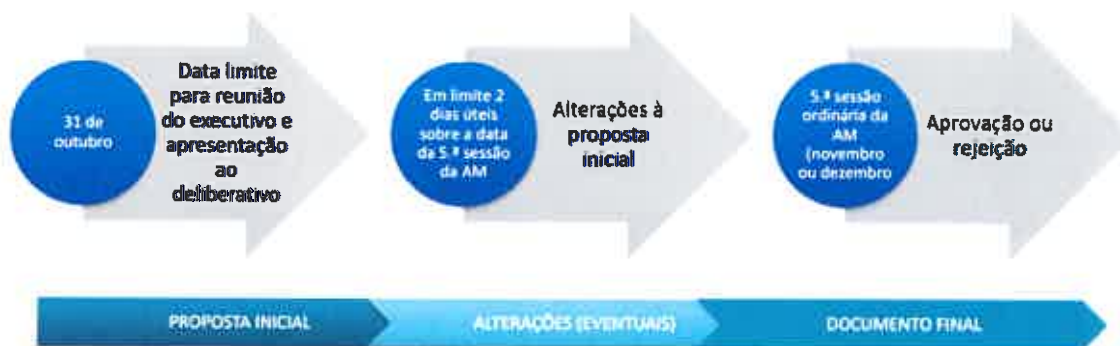 31 de
outubro
Data limite
para reunião
do executivo e
apresentação
ao
deliberativo
Em limite 2
dias úteis
sobre a data
da 5.ª sessão
da AM
Alterações à
proposta
inicial
5.ª sessão
ordinária da
AM
(novembro
ou dezembro
Aprovação ou
rejeição
PROPOSTA INICIAL
ALTERAÇÕES (EVENTUAIS)
DOCUMENTO FINAL